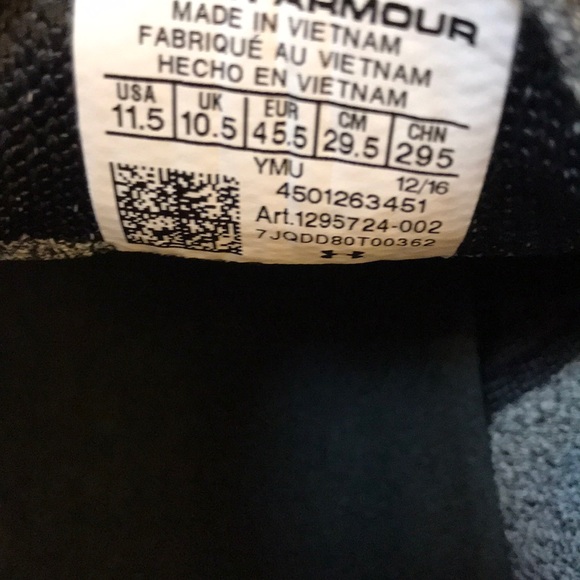 ARMOUR
MADE IN VIETNAM
FABRIQUÉ AU VIETNAM
HECHO EN VIETNAM
USA UK EUR CM CHN
11.5 10.5 45.5 29.5 295
YMU 12/16
4501263451
Art.1295724-002
7JQDD80T00362